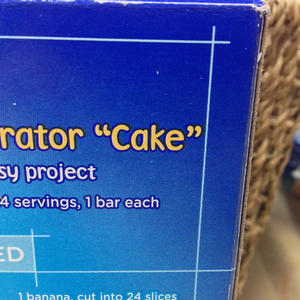 rator “Cake”
sy project
4 servings, 1 bar each
ED
1 banana, cut into 24 slices